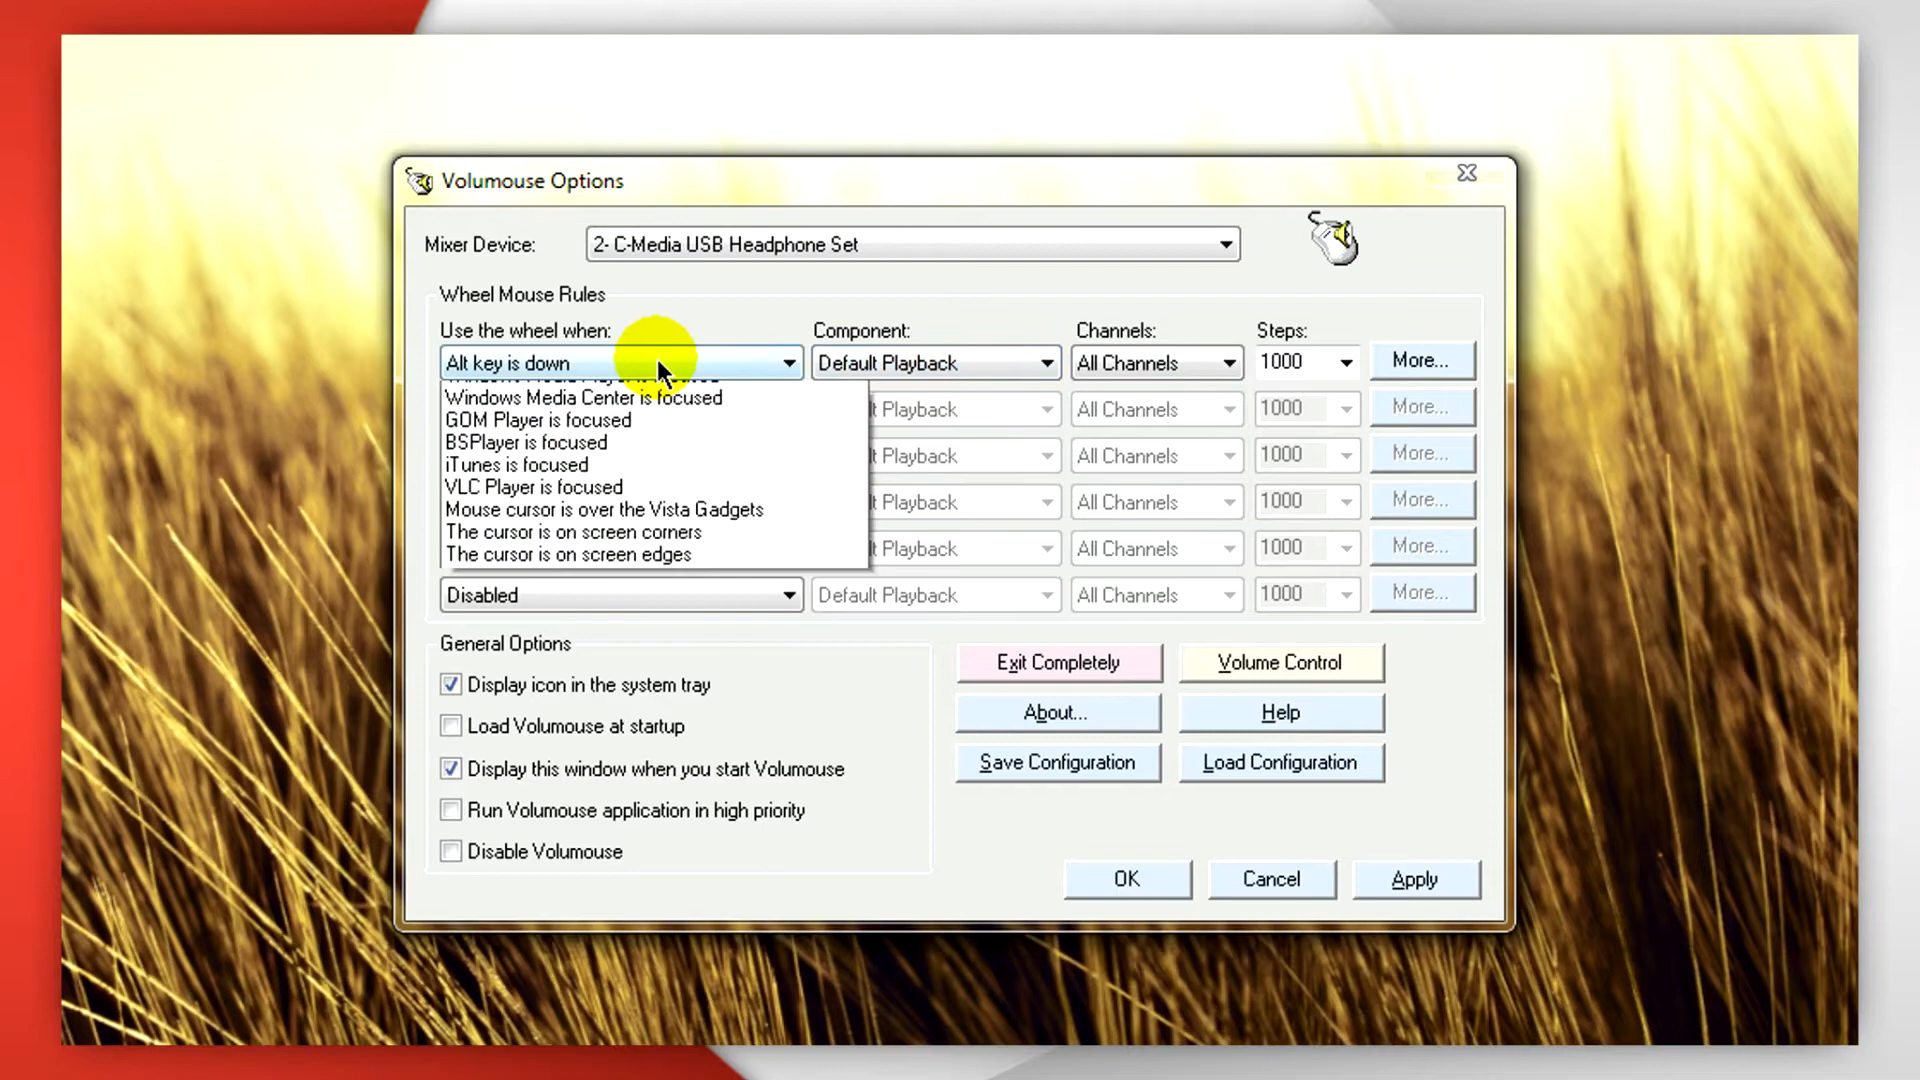 Volumouse Options
Mixer Device: 2- C-Media USB Headphone Set
Wheel Mouse Rules
Use the wheel when: Component: Channels: Steps:
Alt key is down Default Playback All Channels 1000 More...
Windows Media Center is focused
GOM Player is focused t Playback All Channels 1000 More...
BSPlayer is focused
iTunes is focused t Playback All Channels 1000 More...
VLC Player is focused
Mouse cursor is over the Vista Gadgets t Playback All Channels 1000 More...
The cursor is on screen corners
The cursor is on screen edges t Playback All Channels 1000 More...
Disabled Default Playback All Channels 1000 More...
General Options
Display icon in the system tray
Load Volumouse at startup
Display this window when you start Volumouse
Run Volumouse application in high priority
Disable Volumouse
Exit Completely Volume Control
About... Help
Save Configuration Load Configuration
OK Cancel Apply